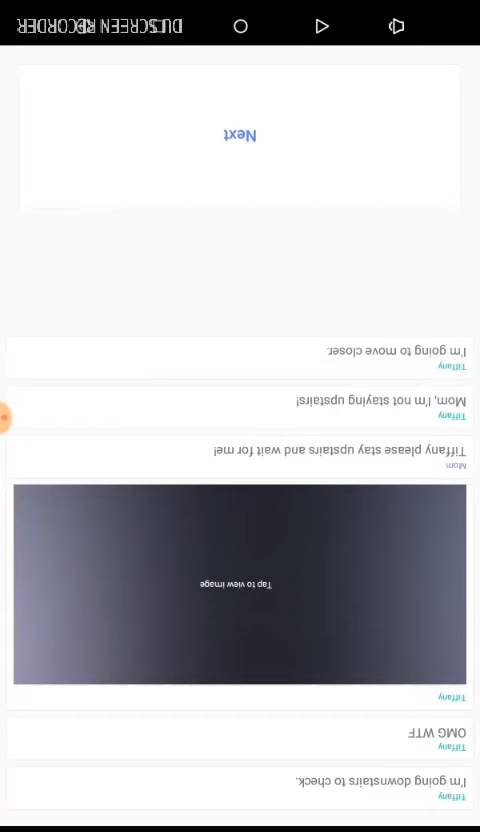 Tiffany
I'm going downstairs to check.
Tiffany
OMG WTF
Tiffany
Tap to view image
Mom
Tiffany please stay upstairs and wait for me!
Tiffany
Mom, I'm not staying upstairs!
Tiffany
I'm going to move closer.
Next
DU SCREEN RECORDER